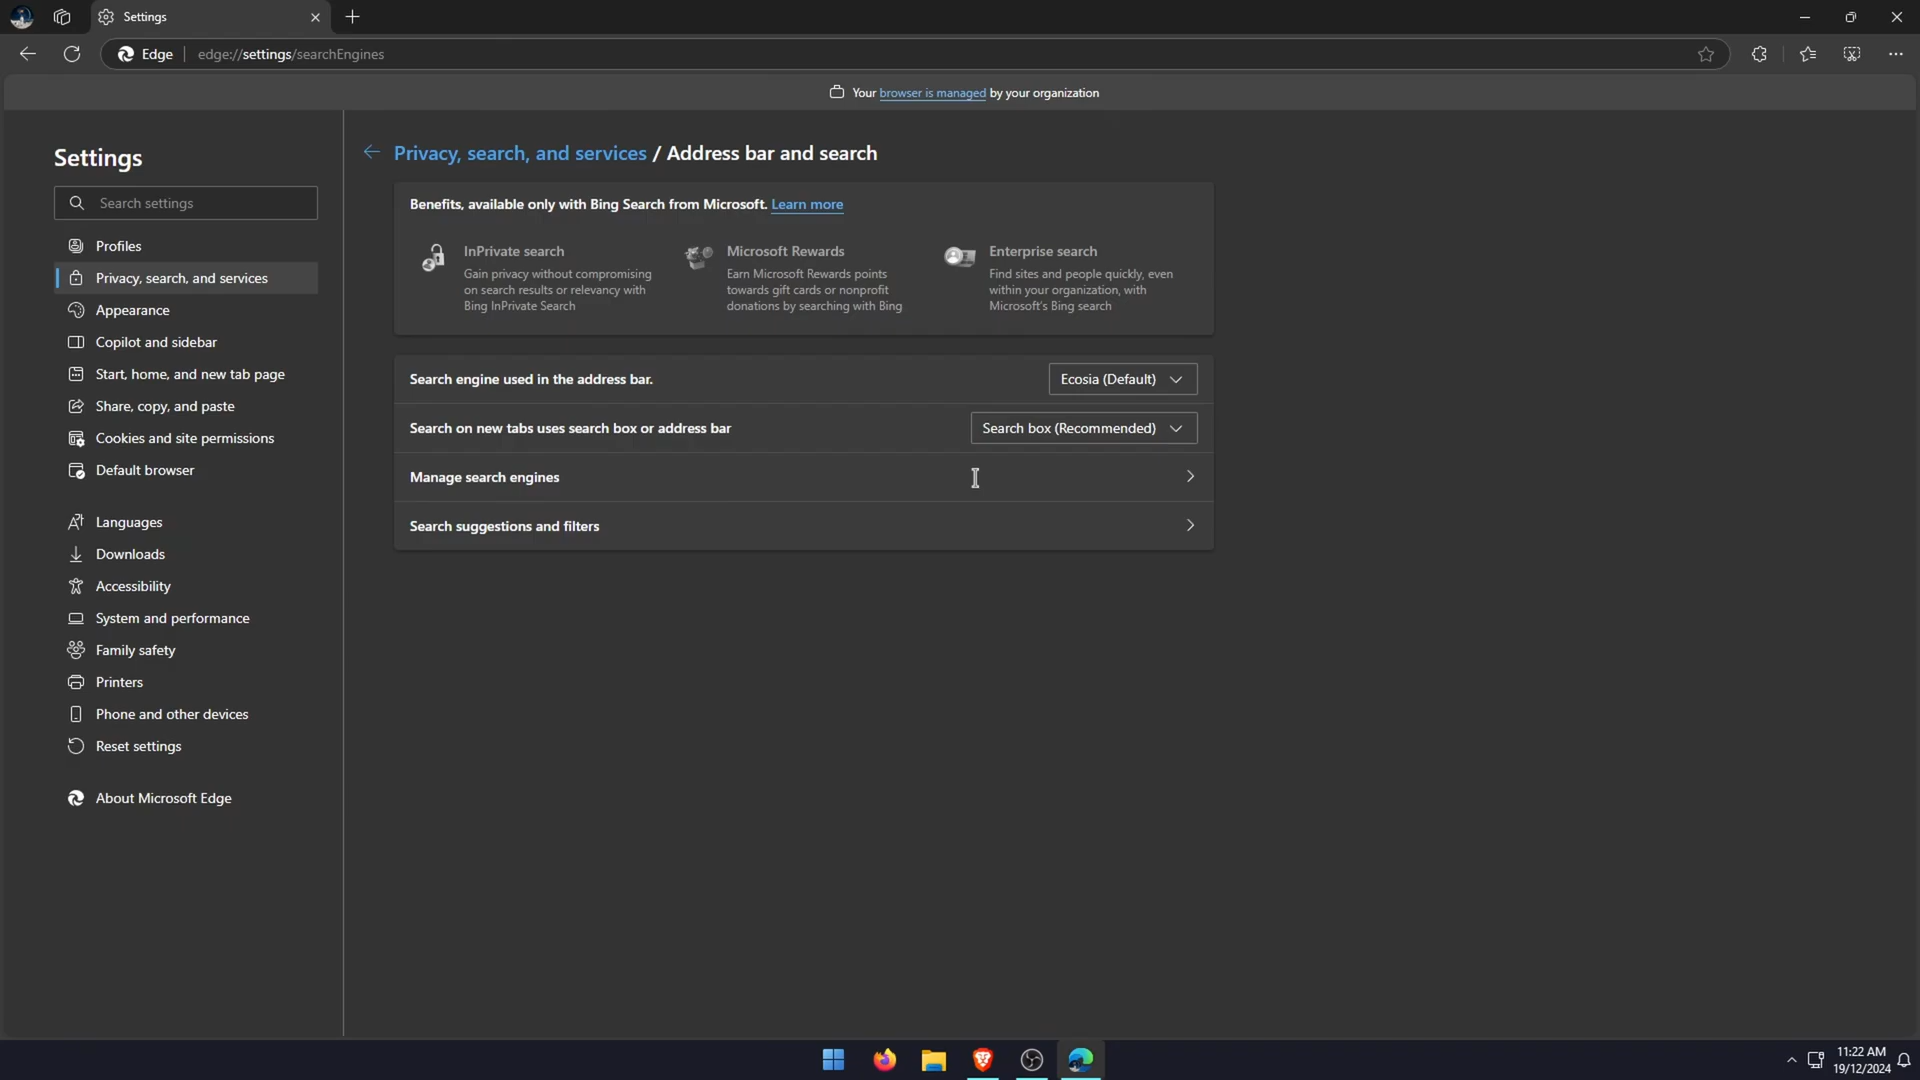 Settings
Edge
edge://settings/searchEngines
Your browser is managed by your organization
Settings
Search settings
Profiles
Privacy, search, and services
Appearance
Copilot and sidebar
Start, home, and new tab page
Share, copy, and paste
Cookies and site permissions
Default browser
Languages
Downloads
Accessibility
System and performance
Family safety
Printers
Phone and other devices
Reset settings
About Microsoft Edge
Privacy, search, and services / Address bar and search
Benefits, available only with Bing Search from Microsoft. Learn more
InPrivate search
Gain privacy without compromising
on search results or relevancy with
Bing InPrivate Search
Microsoft Rewards
Earn Microsoft Rewards points
towards gift cards or nonprofit
donations by searching with Bing
Enterprise search
Find sites and people quickly, even
within your organization, with
Microsoft's Bing search
Search engine used in the address bar.
Ecosia (Default)
Search on new tabs uses search box or address bar
Search box (Recommended)
Manage search engines
Search suggestions and filters
11:22 AM
19/12/2024